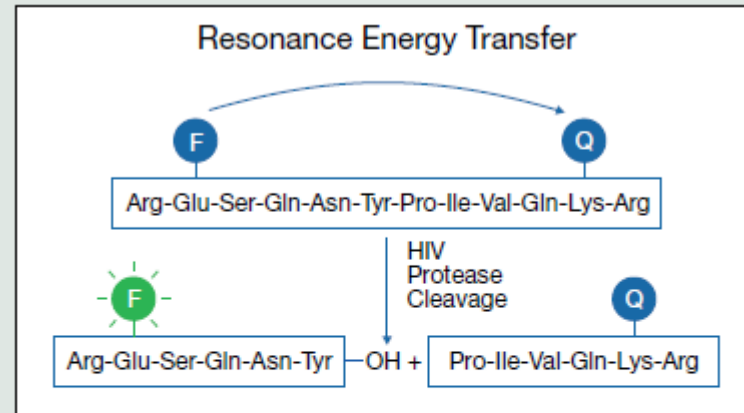 Resonance Energy Transfer
F
Q
Arg-Glu-Ser-Gln-Asn-Tyr-Pro-Ile-Val-Gln-Lys-Arg
HIV
Protease
Cleavage
F
Q
Arg-Glu-Ser-Gln-Asn-Tyr—OH + Pro-Ile-Val-Gln-Lys-Arg